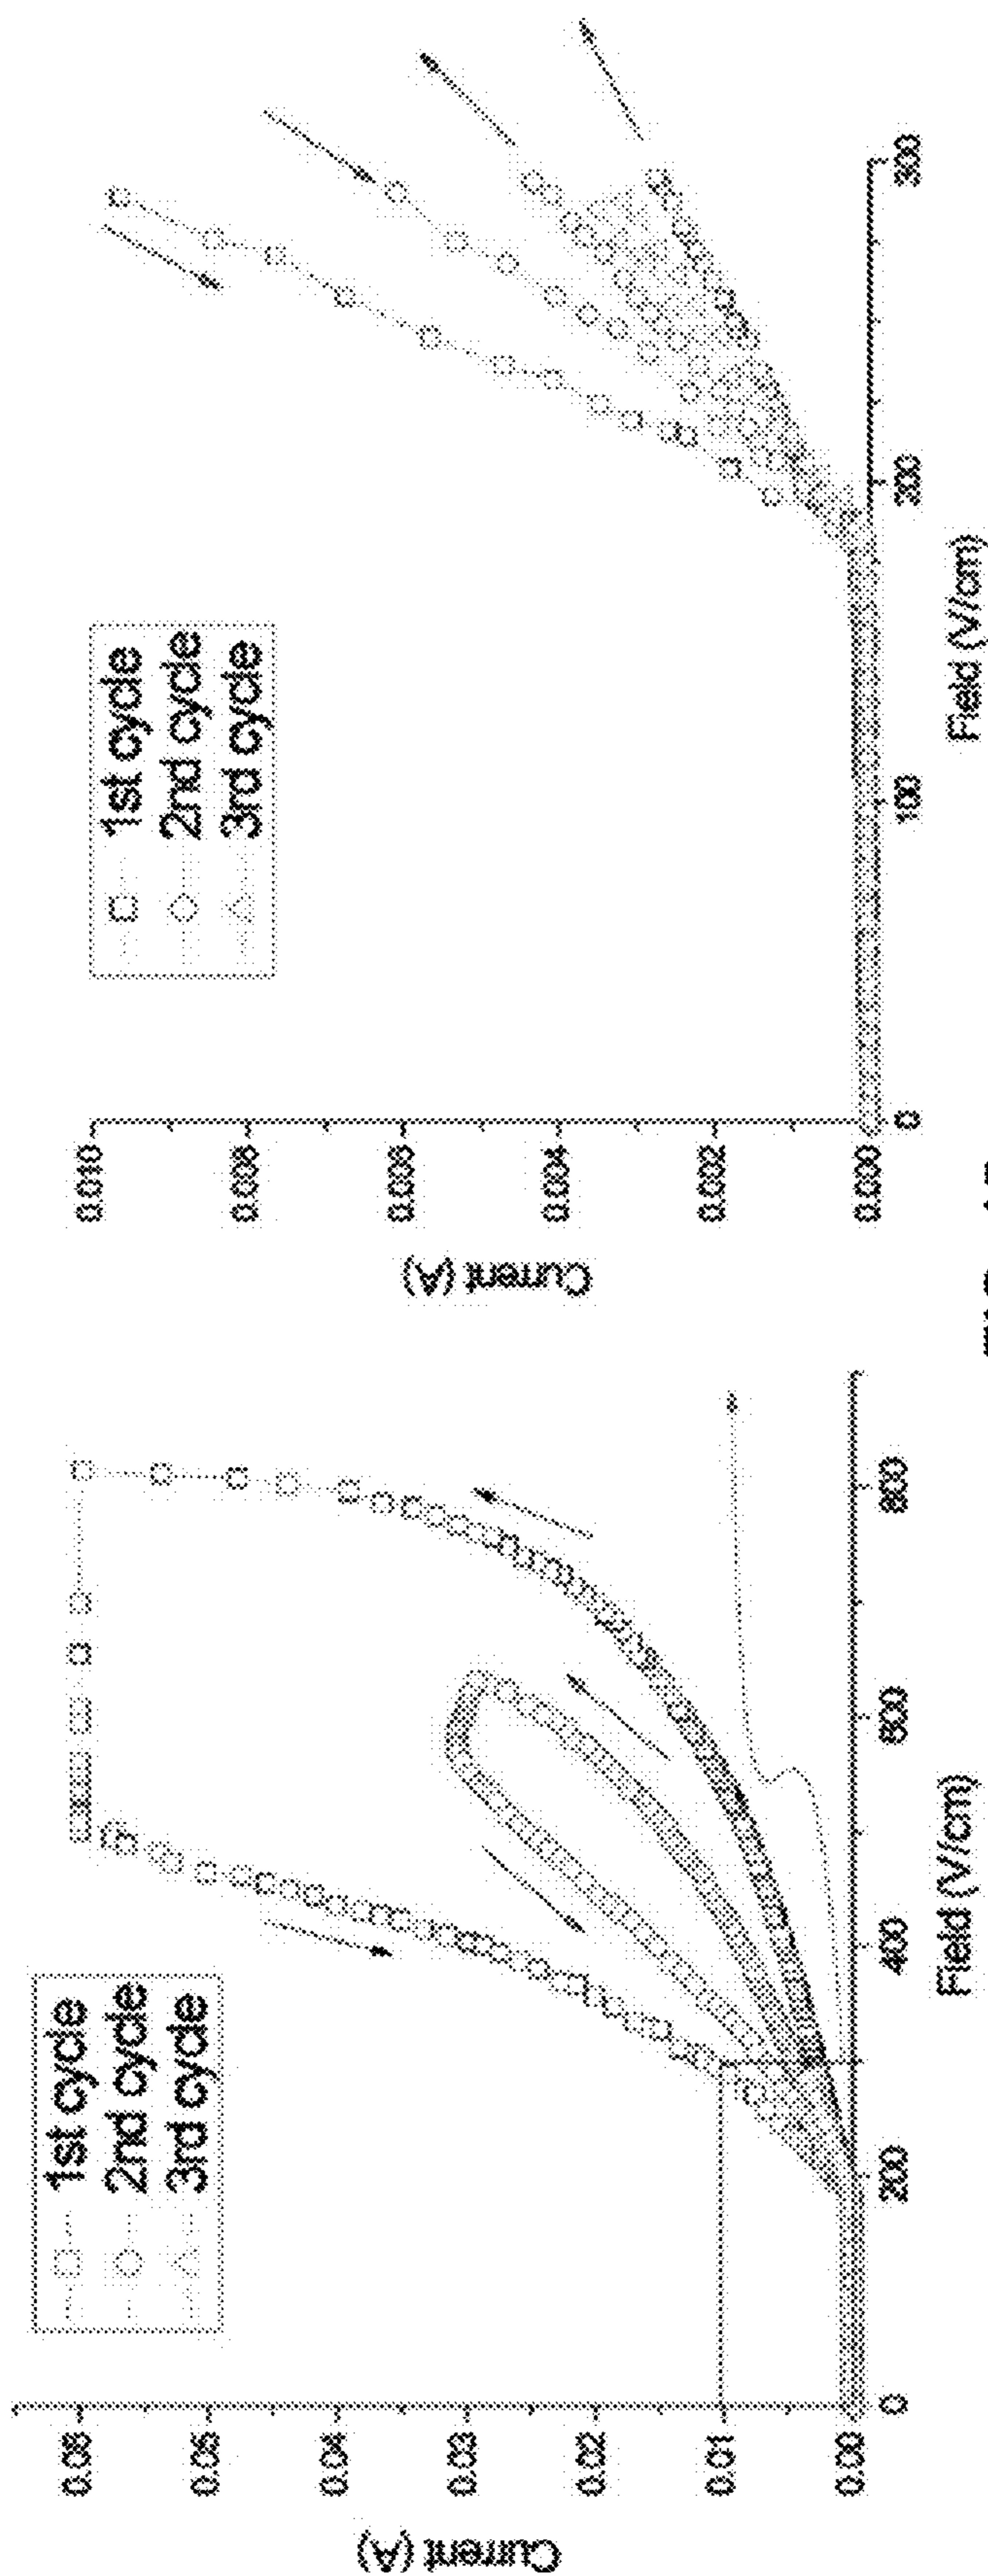 Current (A)
0.06
0.05
0.04
0.03
0.02
0.01
0.00
1st cycle
2nd cycle
3rd cycle
0
200
400
600
800
Field (V/cm)
Current (A)
0.010
0.008
0.006
0.004
0.002
0.000
1st cycle
2nd cycle
3rd cycle
0
100
200
300
Field (V/cm)